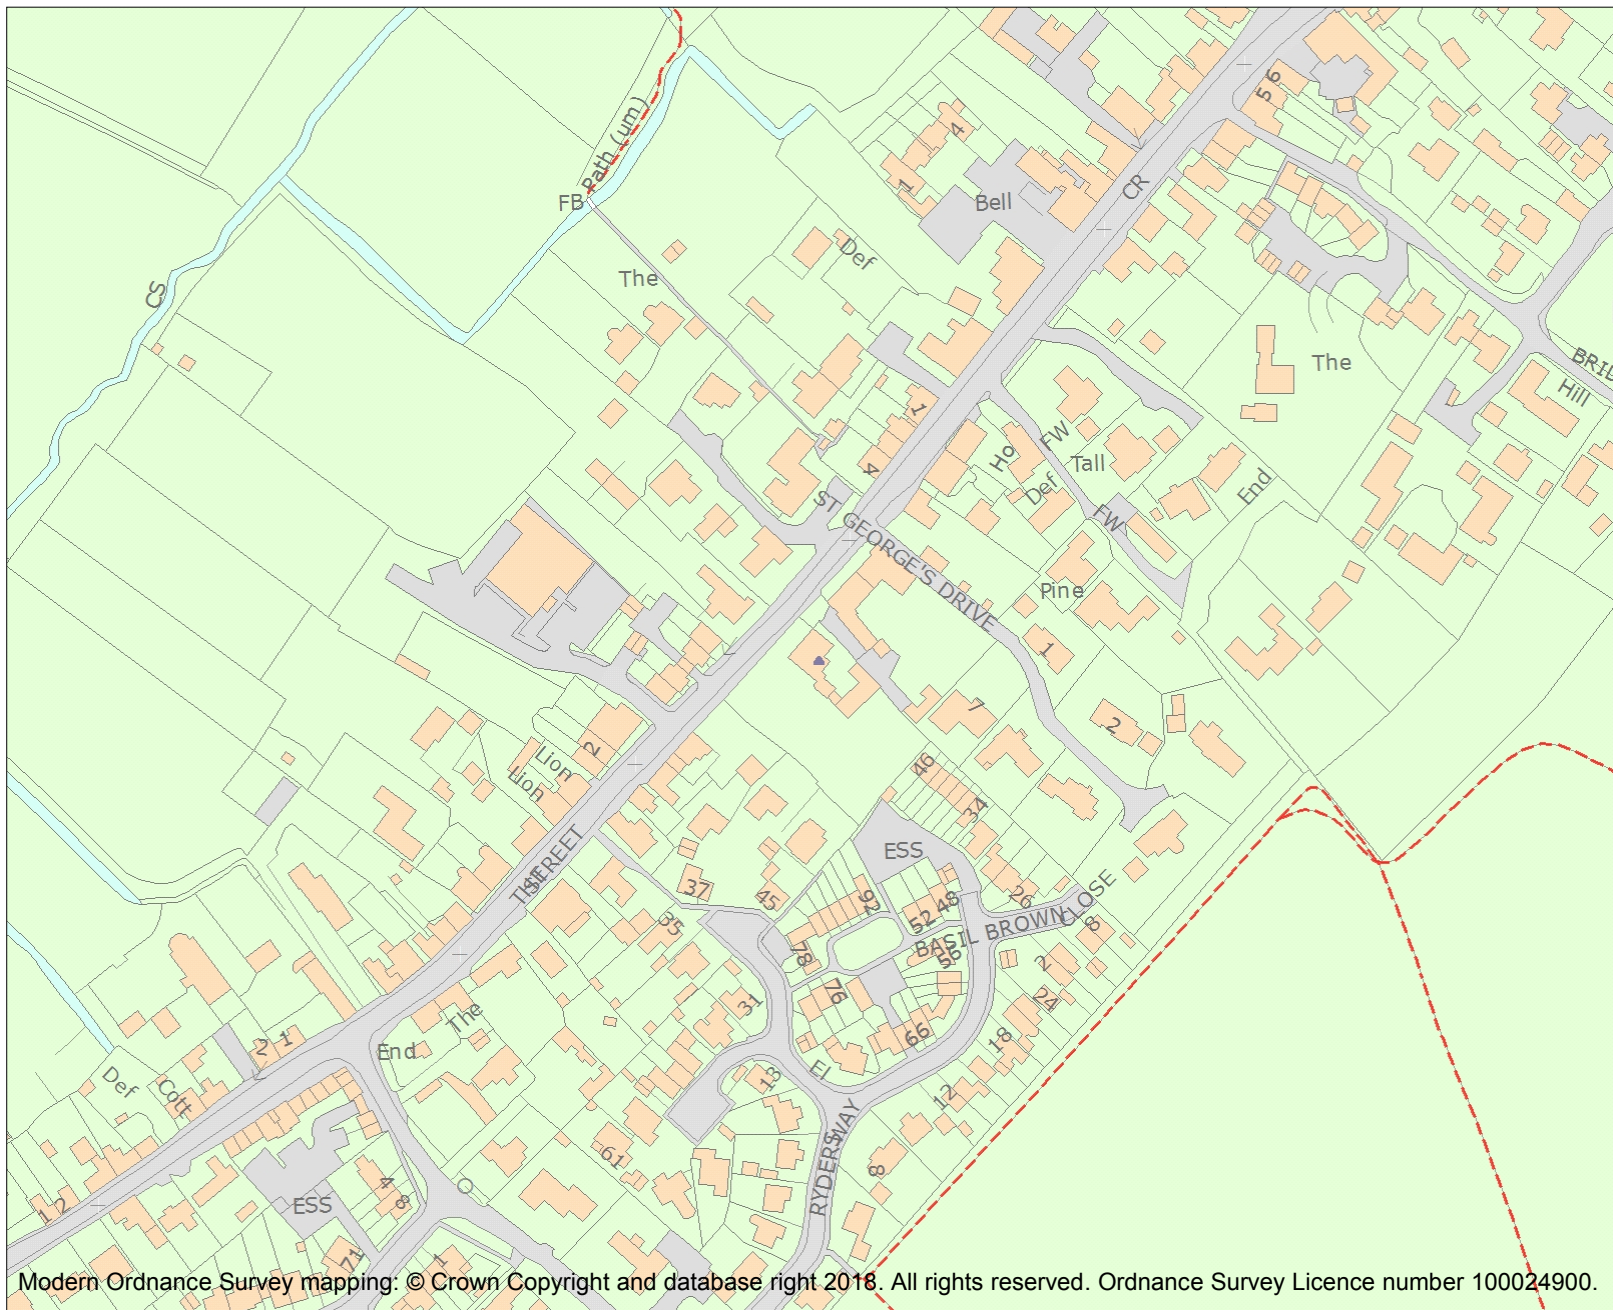 5 6
Path (um)
4
1
FB
Bell
CR
Def
The
CS
The
BRID
Hill
1
FW
Ho
Tall
4
Def
End
ST GEORGE'S DRIVE
FW
Pine
1
7
2
2
Lion
Lion
46
34
THE
STREET
ESS
37
45
92
26
BASIL BROWN CLOSE
52
48
35
8
78
56
2
76
31
24
The
66
18
2 1
End
El
13
Def
Cott
12
RYDERS WAY
61
8
4
8
O
1 2
ESS
71
1
Modern Ordnance Survey mapping: © Crown Copyright and database right 2018. All rights reserved. Ordnance Survey Licence number 100024900.